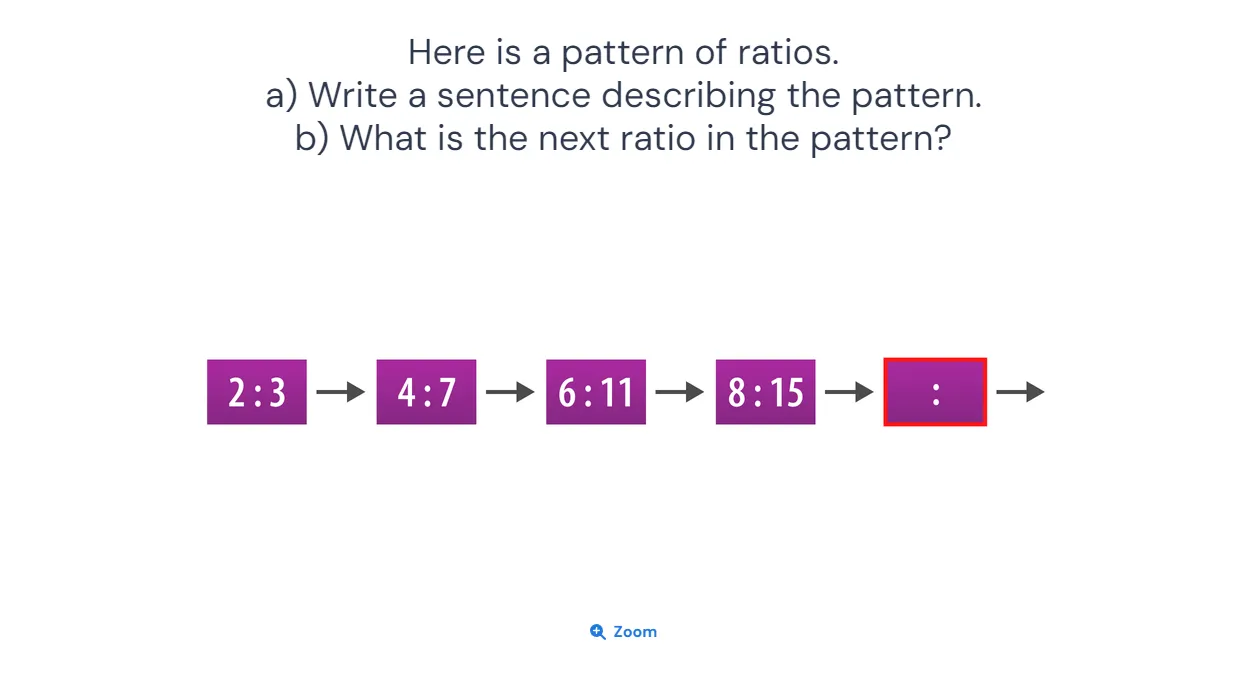 Here is a pattern of ratios.
a) Write a sentence describing the pattern.
b) What is the next ratio in the pattern?
2 : 3 4 : 7 6 : 11 8 : 15 :
Zoom